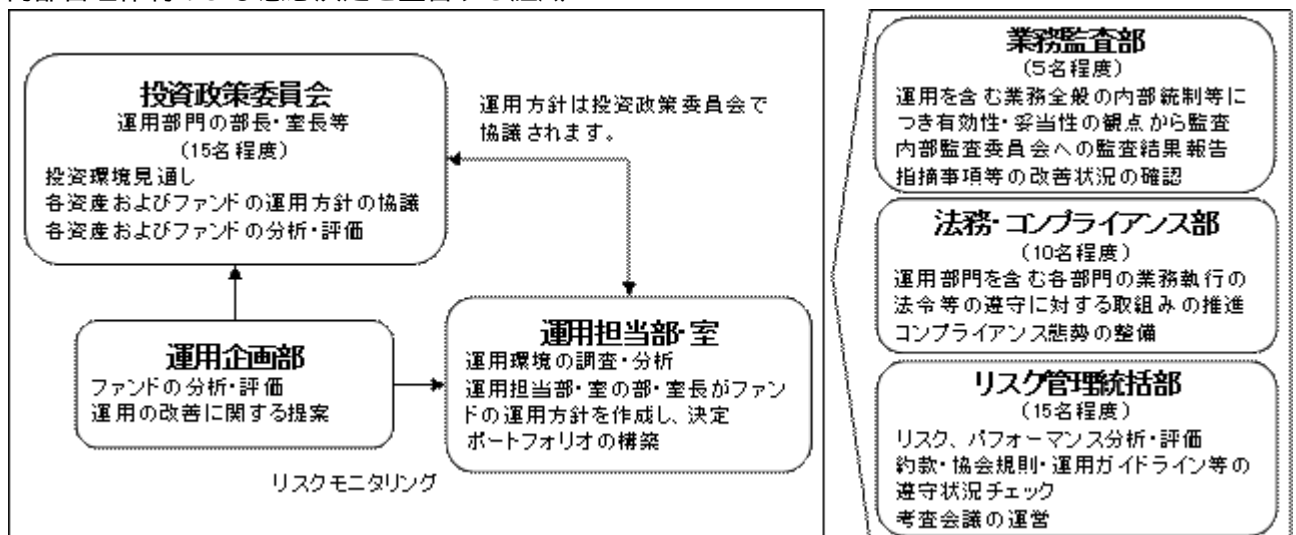 投資政策委員会
運用部門の部長・室長等
(15名程度)
投資環境見通し
各資産およびファンドの運用方針の協議
各資産およびファンドの分析・評価
運用方針は投資政策委員会で
協議されます。
運用企画部
ファンドの分析・評価
運用の改善に関する提案
運用担当部・室
運用環境の調査・分析
運用担当部・室の部・室長がファン
ドの運用方針を作成し、決定
ポートフォリオの構築
リスクモニタリング
業務監査部
(5名程度)
運用を含む業務全般の内部統制等に
つき有効性・妥当性の観点から監査
内部監査委員会への監査結果報告
指摘事項等の改善状況の確認
法務・コンプライアンス部
(10名程度)
運用部門を含む各部門の業務執行の
法令等の遵守に対する取組みの推進
コンプライアンス態勢の整備
リスク管理統括部
(15名程度)
リスク、パフォーマンス分析・評価
約款・協会規則・運用ガイドライン等の
遵守状況チェック
考査会議の運営